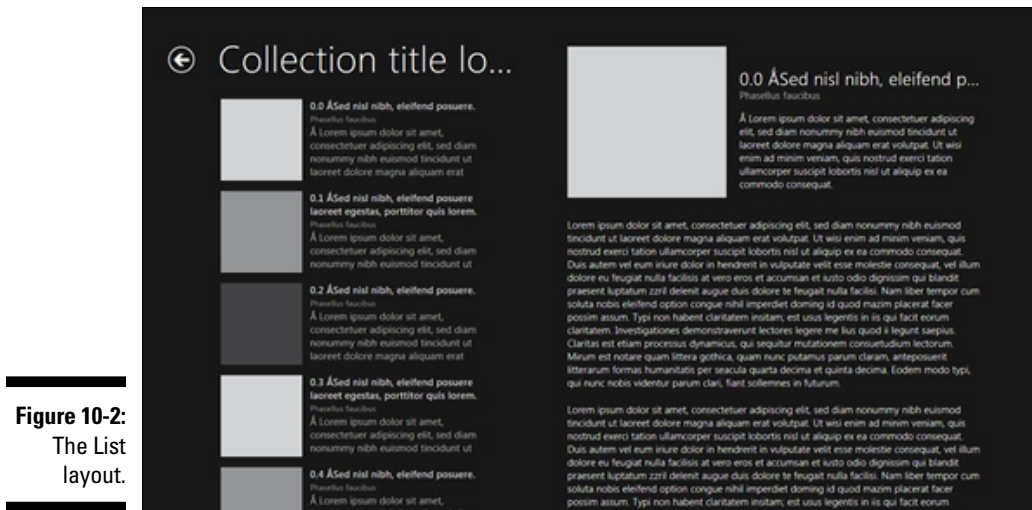 Collection title lo...
0.0 ÅSed nisl nibh, eleifend posuere.
Phasellus faucibus
Å Lorem ipsum dolor sit amet,
consectetuer adipiscing elit, sed diam
nonummy nibh euismod tincidunt ut
laoreet dolore magna aliquam erat
0.1 ÅSed nisl nibh, eleifend posuere
laoreet egestas, porttitor quis lorem.
Phasellus faucibus
Å Lorem ipsum dolor sit amet,
consectetuer adipiscing elit, sed diam
nonummy nibh euismod tincidunt ut
0.2 ÅSed nisl nibh, eleifend posuere.
Phasellus faucibus
Å Lorem ipsum dolor sit amet,
consectetuer adipiscing elit, sed diam
nonummy nibh euismod tincidunt ut
laoreet dolore magna aliquam erat
0.3 ÅSed nisl nibh, eleifend posuere
laoreet egestas, porttitor quis lorem.
Phasellus faucibus
Å Lorem ipsum dolor sit amet,
consectetuer adipiscing elit, sed diam
nonummy nibh euismod tincidunt ut
0.4 ÅSed nisl nibh, eleifend posuere.
Phasellus faucibus
Å Lorem ipsum dolor sit amet,
0.0 ÅSed nisl nibh, eleifend p...
Phasellus faucibus
Å Lorem ipsum dolor sit amet, consectetuer adipiscing
elit, sed diam nonummy nibh euismod tincidunt ut
laoreet dolore magna aliquam erat volutpat. Ut wisi
enim ad minim veniam, quis nostrud exerci tation
ullamcorper suscipit lobortis nisl ut aliquip ex ea
commodo consequat.
Lorem ipsum dolor sit amet, consectetuer adipiscing elit, sed diam nonummy nibh euismod
tincidunt ut laoreet dolore magna aliquam erat volutpat. Ut wisi enim ad minim veniam, quis
nostrud exerci tation ullamcorper suscipit lobortis nisl ut aliquip ex ea commodo consequat.
Duis autem vel eum iriure dolor in hendrerit in vulputate velit esse molestie consequat, vel illum
dolore eu feugiat nulla facilisis at vero eros et accumsan et iusto odio dignissim qui blandit
praesent luptatum zzril delenit augue duis dolore te feugait nulla facilisi. Nam liber tempor cum
soluta nobis eleifend option congue nihil imperdiet doming id quod mazim placerat facer
possim assum. Typi non habent claritatem insitam; est usus legentis in iis qui facit eorum
claritatem. Investigationes demonstraverunt lectores legere me lius quod ii legunt saepius.
Claritas est etiam processus dynamicus, qui sequitur mutationem consuetudium lectorum.
Mirum est notare quam littera gothica, quam nunc putamus parum claram, anteposuerit
litterarum formas humanitatis per seacula quarta decima et quinta decima. Eodem modo typi,
qui nunc nobis videntur parum clari, fiant sollemnes in futurum.
Lorem ipsum dolor sit amet, consectetuer adipiscing elit, sed diam nonummy nibh euismod
tincidunt ut laoreet dolore magna aliquam erat volutpat. Ut wisi enim ad minim veniam, quis
nostrud exerci tation ullamcorper suscipit lobortis nisl ut aliquip ex ea commodo consequat.
Duis autem vel eum iriure dolor in hendrerit in vulputate velit esse molestie consequat, vel illum
dolore eu feugiat nulla facilisis at vero eros et accumsan et iusto odio dignissim qui blandit
praesent luptatum zzril delenit augue duis dolore te feugait nulla facilisi. Nam liber tempor cum
soluta nobis eleifend option congue nihil imperdiet doming id quod mazim placerat facer
possim assum. Typi non habent claritatem insitam; est usus legentis in iis qui facit eorum
Figure 10-2:
The List
layout.